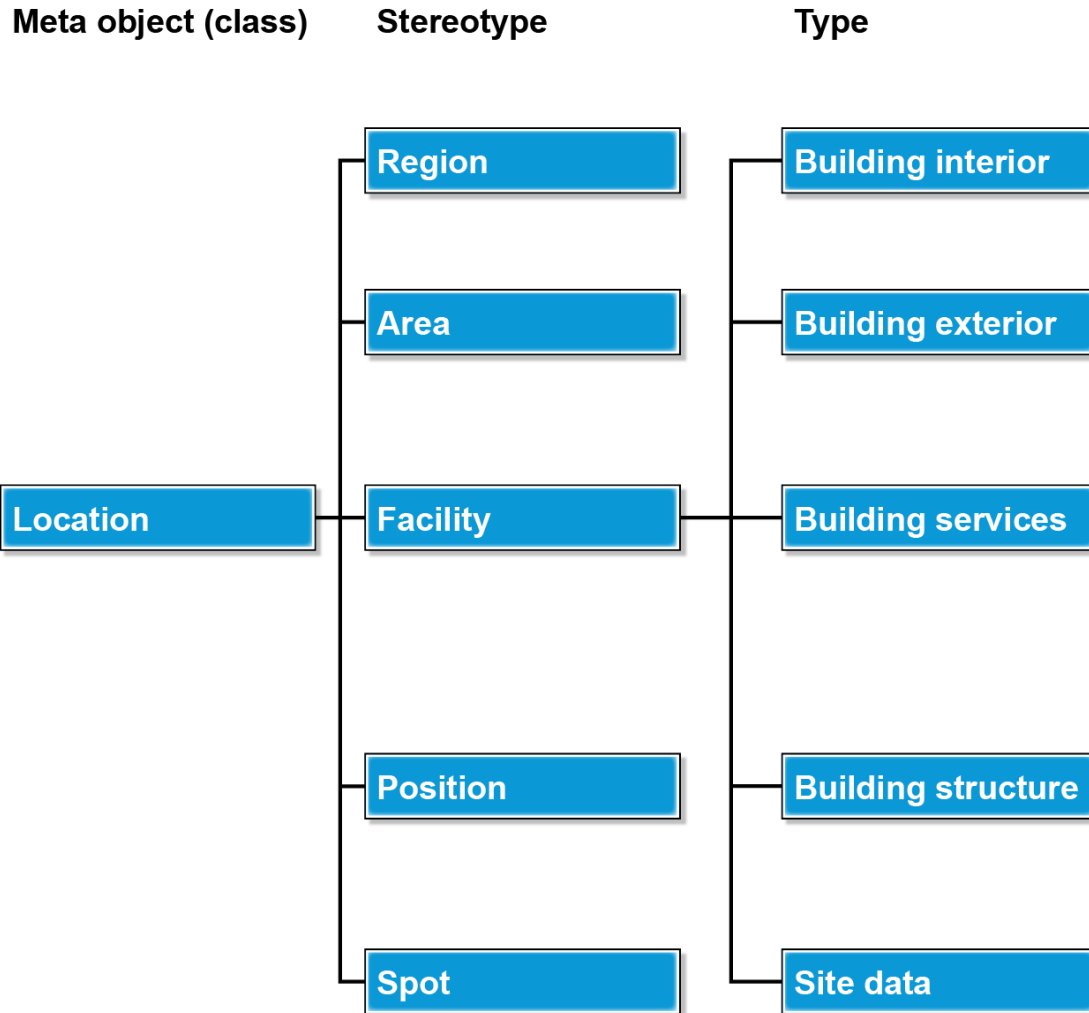 Meta object (class) Stereotype Type
Region Building interior
Area Building exterior
Location Facility Building services
Position Building structure
Spot Site data